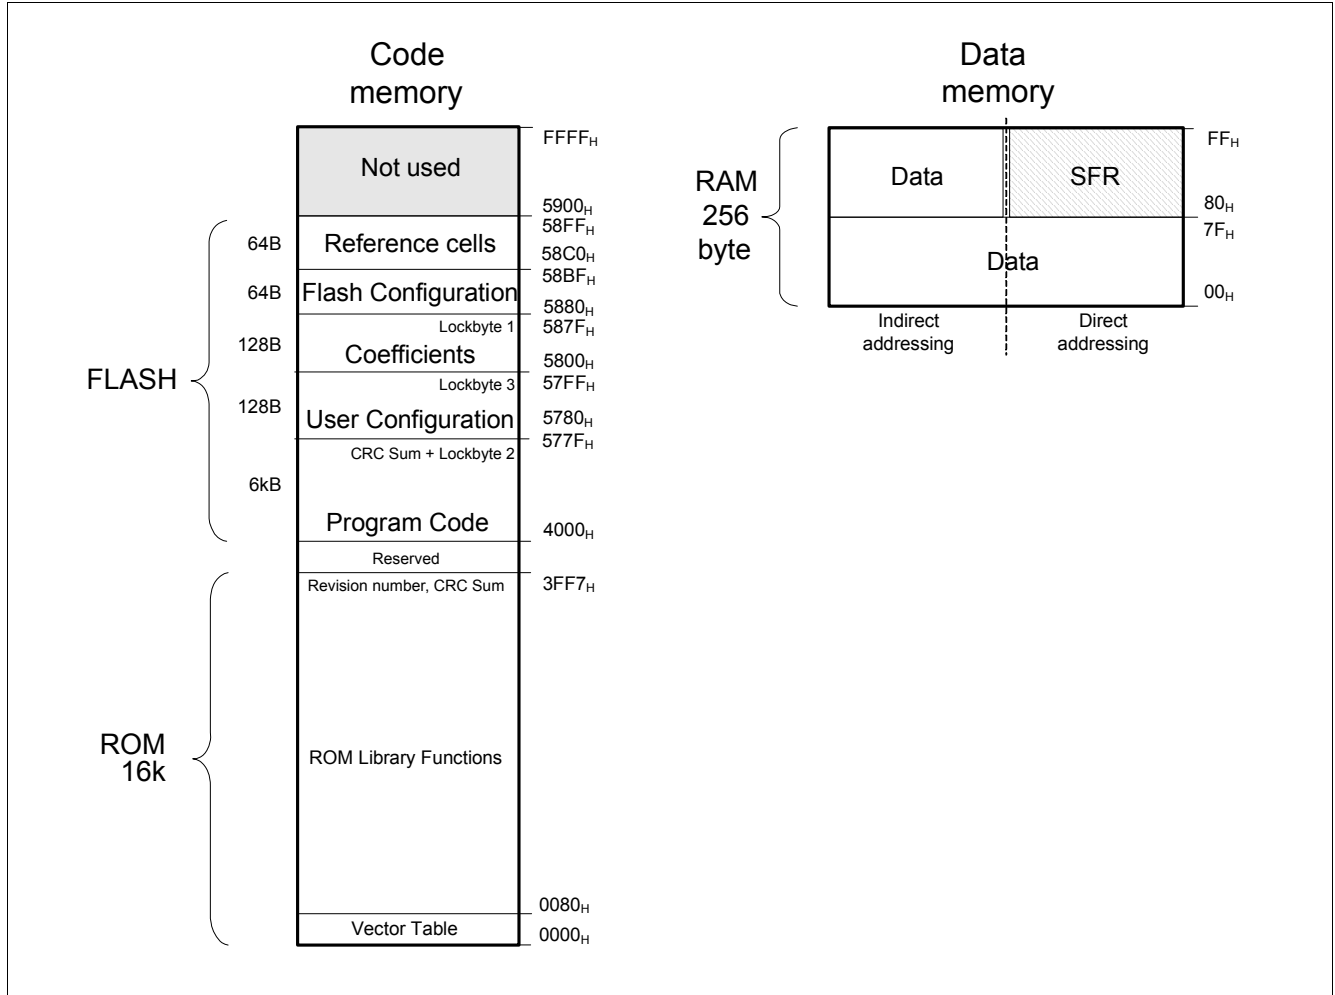 Code
memory
FFFFH
Not used
5900H
58FFH
64B
Reference cells
58C0H
58BFH
64B
Flash Configuration
5880H
Lockbyte 1
587FH
128B
Coefficients
5800H
FLASH
Lockbyte 3
57FFH
128B
User Configuration
5780H
577FH
CRC Sum + Lockbyte 2
6kB
Program Code
4000H
Reserved
Revision number, CRC Sum
3FF7H
ROM
16k
ROM Library Functions
0080H
Vector Table
0000H
Data
memory
RAM
256
byte
Data
SFR
FFH
80H
7FH
Data
00H
Indirect
addressing
Direct
addressing